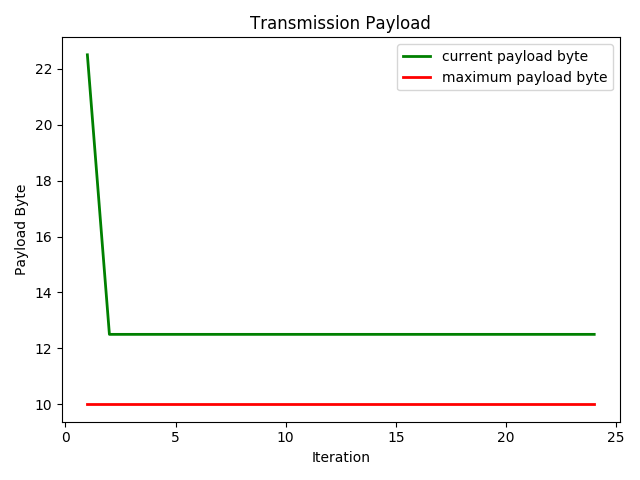 Transmission Payload
current payload byte
maximum payload byte
Payload Byte
22
20
18
16
14
12
10
0
5
10
15
20
25
Iteration